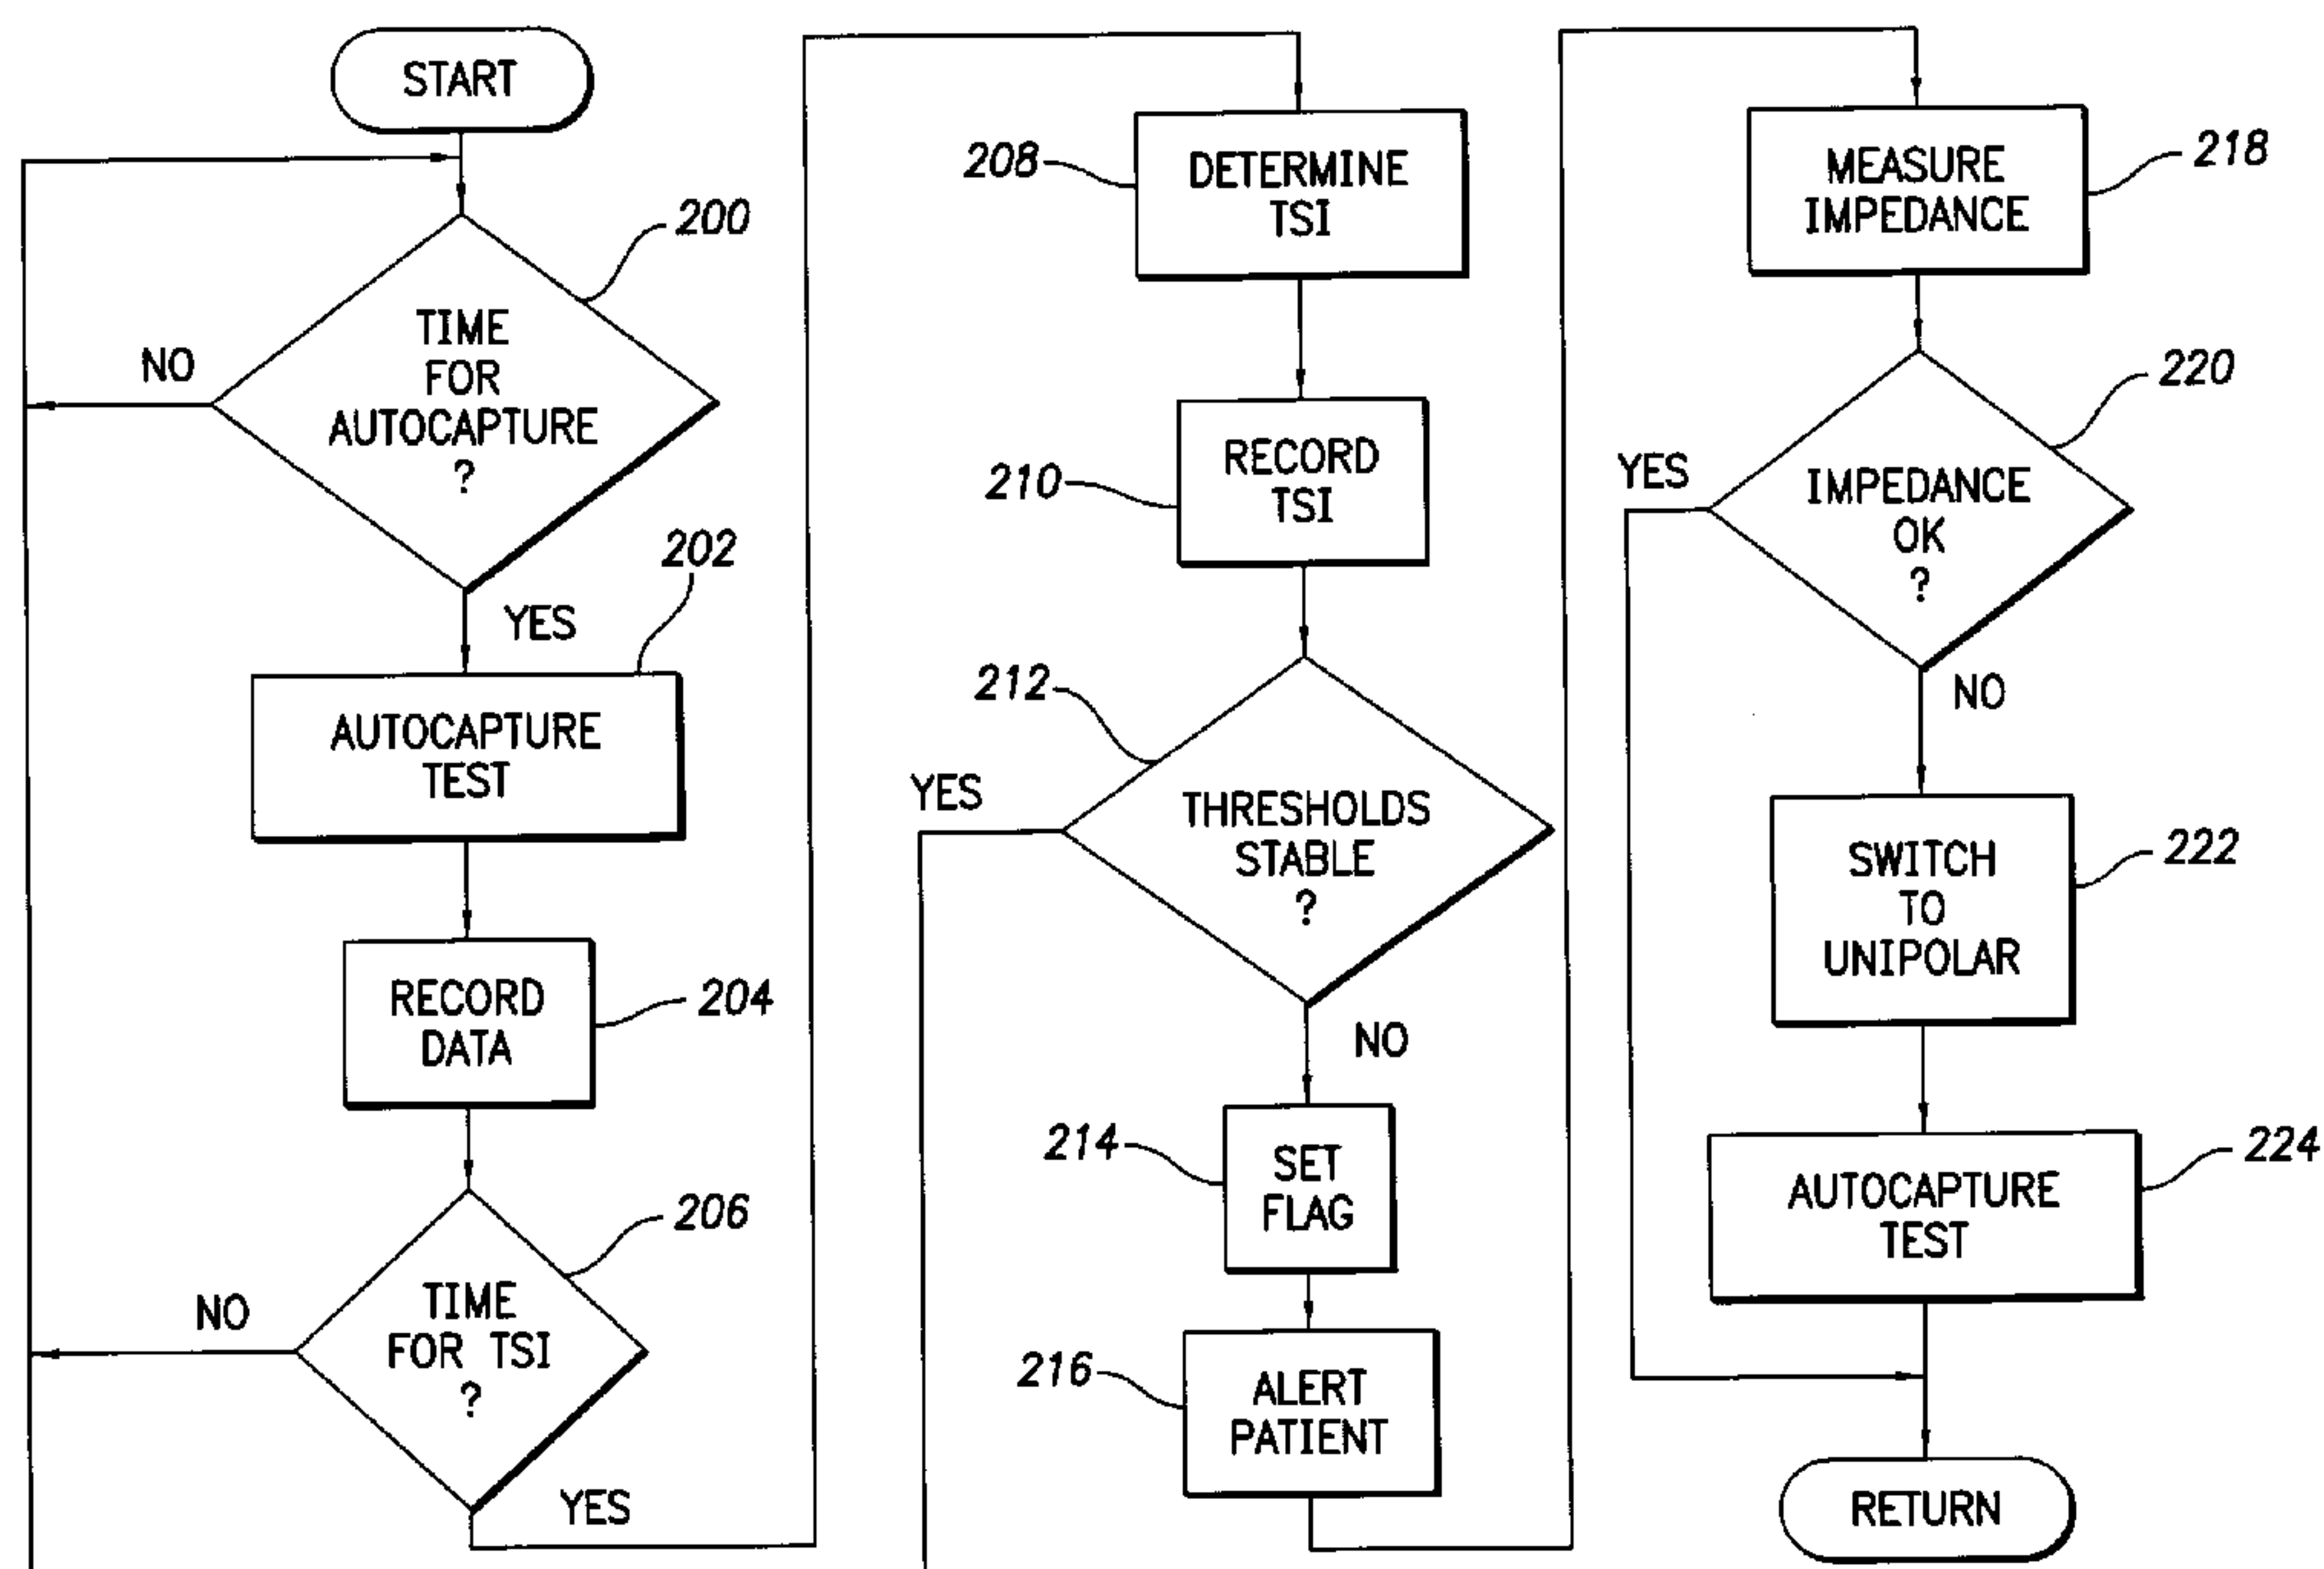 START
200
TIME
FOR
AUTOCAPTURE
?
NO
YES
202
AUTOCAPTURE
TEST
RECORD
DATA
204
206
TIME
FOR TSI
?
NO
YES
208
DETERMINE
TSI
210
RECORD
TSI
212
YES
THRESHOLDS
STABLE
?
NO
214
SET
FLAG
216
ALERT
PATIENT
MEASURE
IMPEDANCE
218
220
YES
IMPEDANCE
OK
?
NO
SWITCH
TO
UNIPOLAR
222
224
AUTOCAPTURE
TEST
RETURN